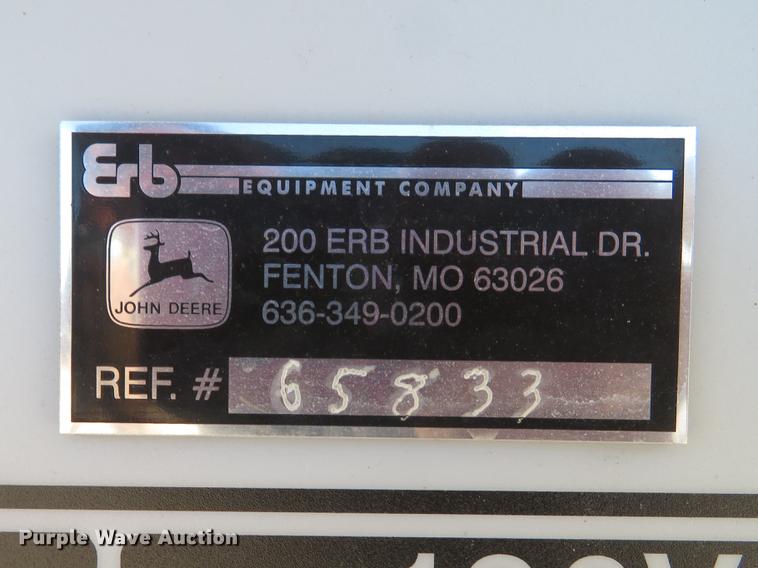 Erb
EQUIPMENT COMPANY
200 ERB INDUSTRIAL DR.
FENTON, MO 63026
636-349-0200
JOHN DEERE
REF. # 65833
Purple Wave Auction